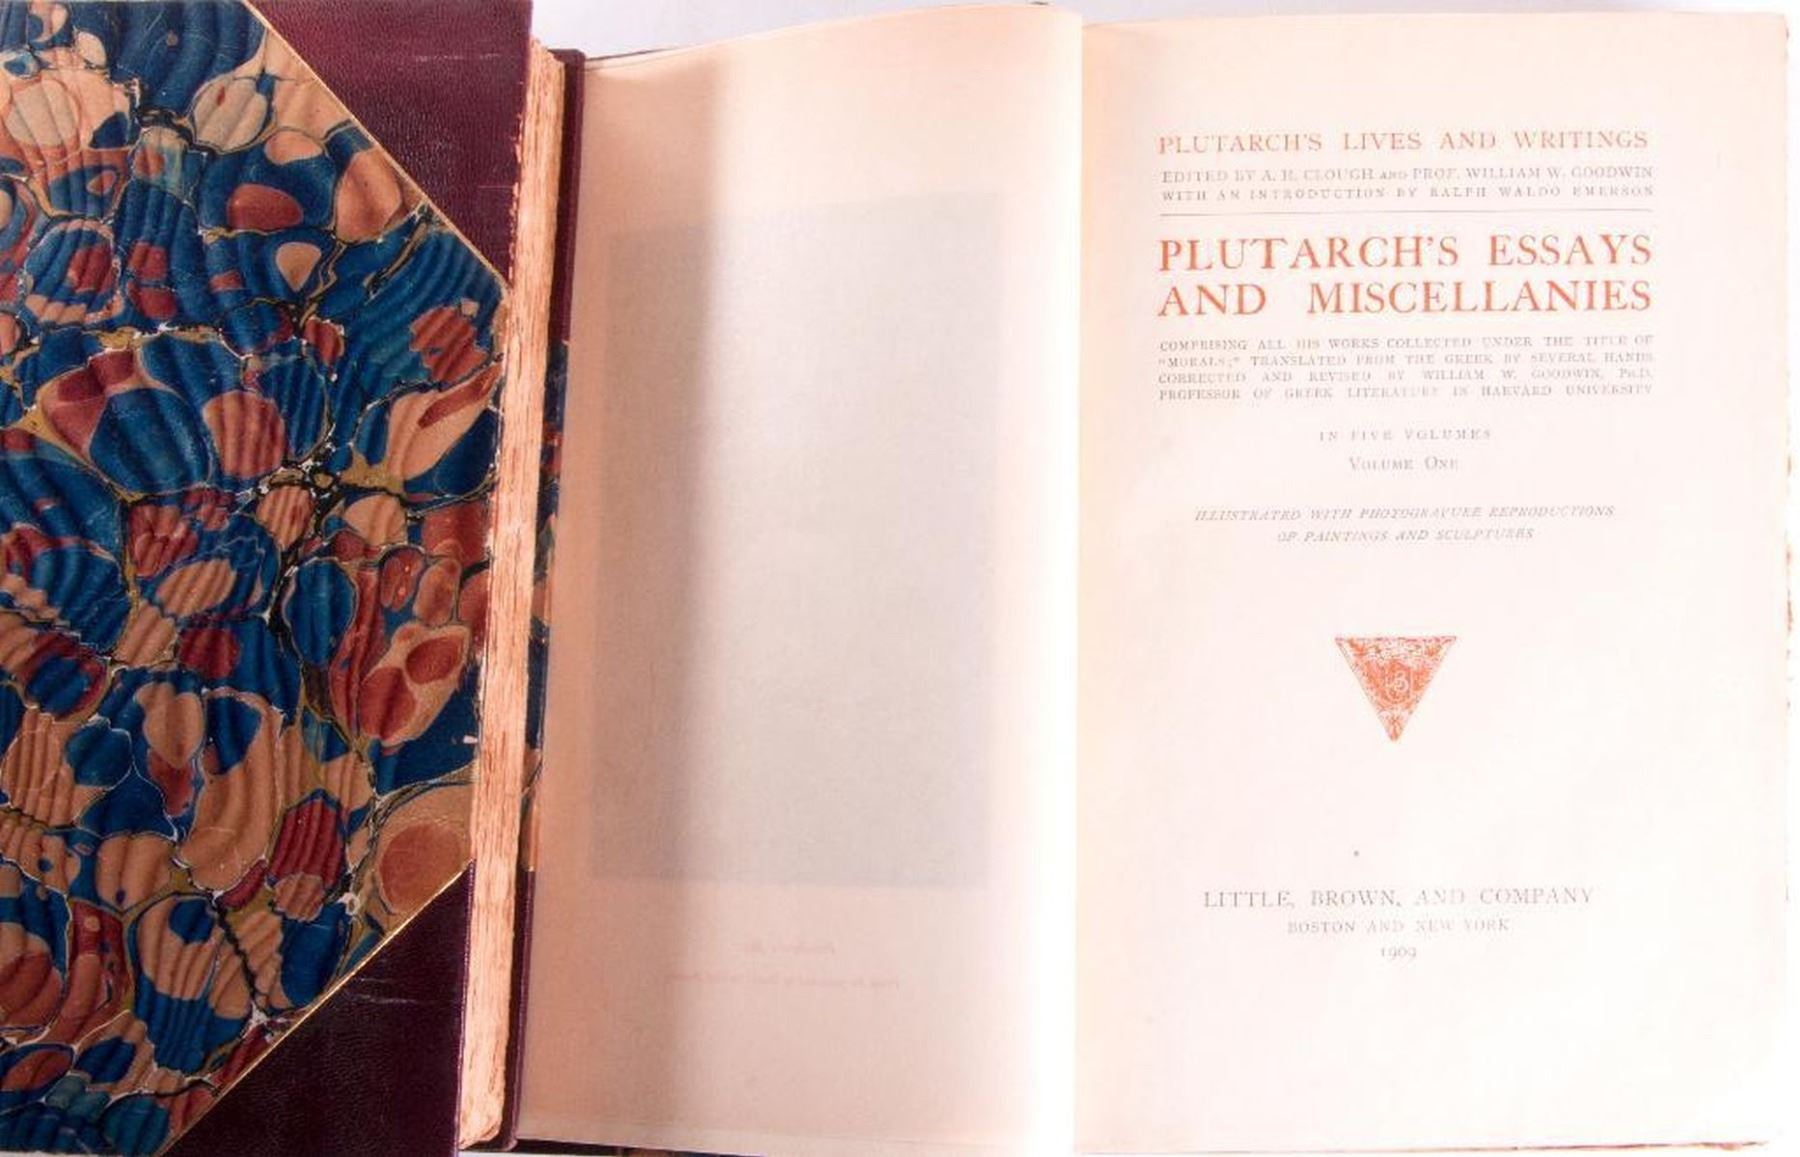 PLUTARCH'S LIVES AND WRITINGS
EDITED BY A. H. CLOUGH AND PROF. WILLIAM W. GOODWIN
WITH AN INTRODUCTION BY RALPH WALDO EMERSON
PLUTARCH'S ESSAYS
AND MISCELLANIES
COMPRISING ALL HIS WORKS COLLECTED UNDER THE TITLE OF
"MORALS;" TRANSLATED FROM THE GREEK BY SEVERAL HANDS
CORRECTED AND REVISED BY WILLIAM W. GOODWIN, PH.D.
PROFESSOR OF GREEK LITERATURE IN HARVARD UNIVERSITY
IN FIVE VOLUMES
VOLUME ONE
ILLUSTRATED WITH PHOTOGRAVURE REPRODUCTIONS
OF PAINTINGS AND SCULPTURES
LITTLE, BROWN, AND COMPANY
BOSTON AND NEW YORK
1909